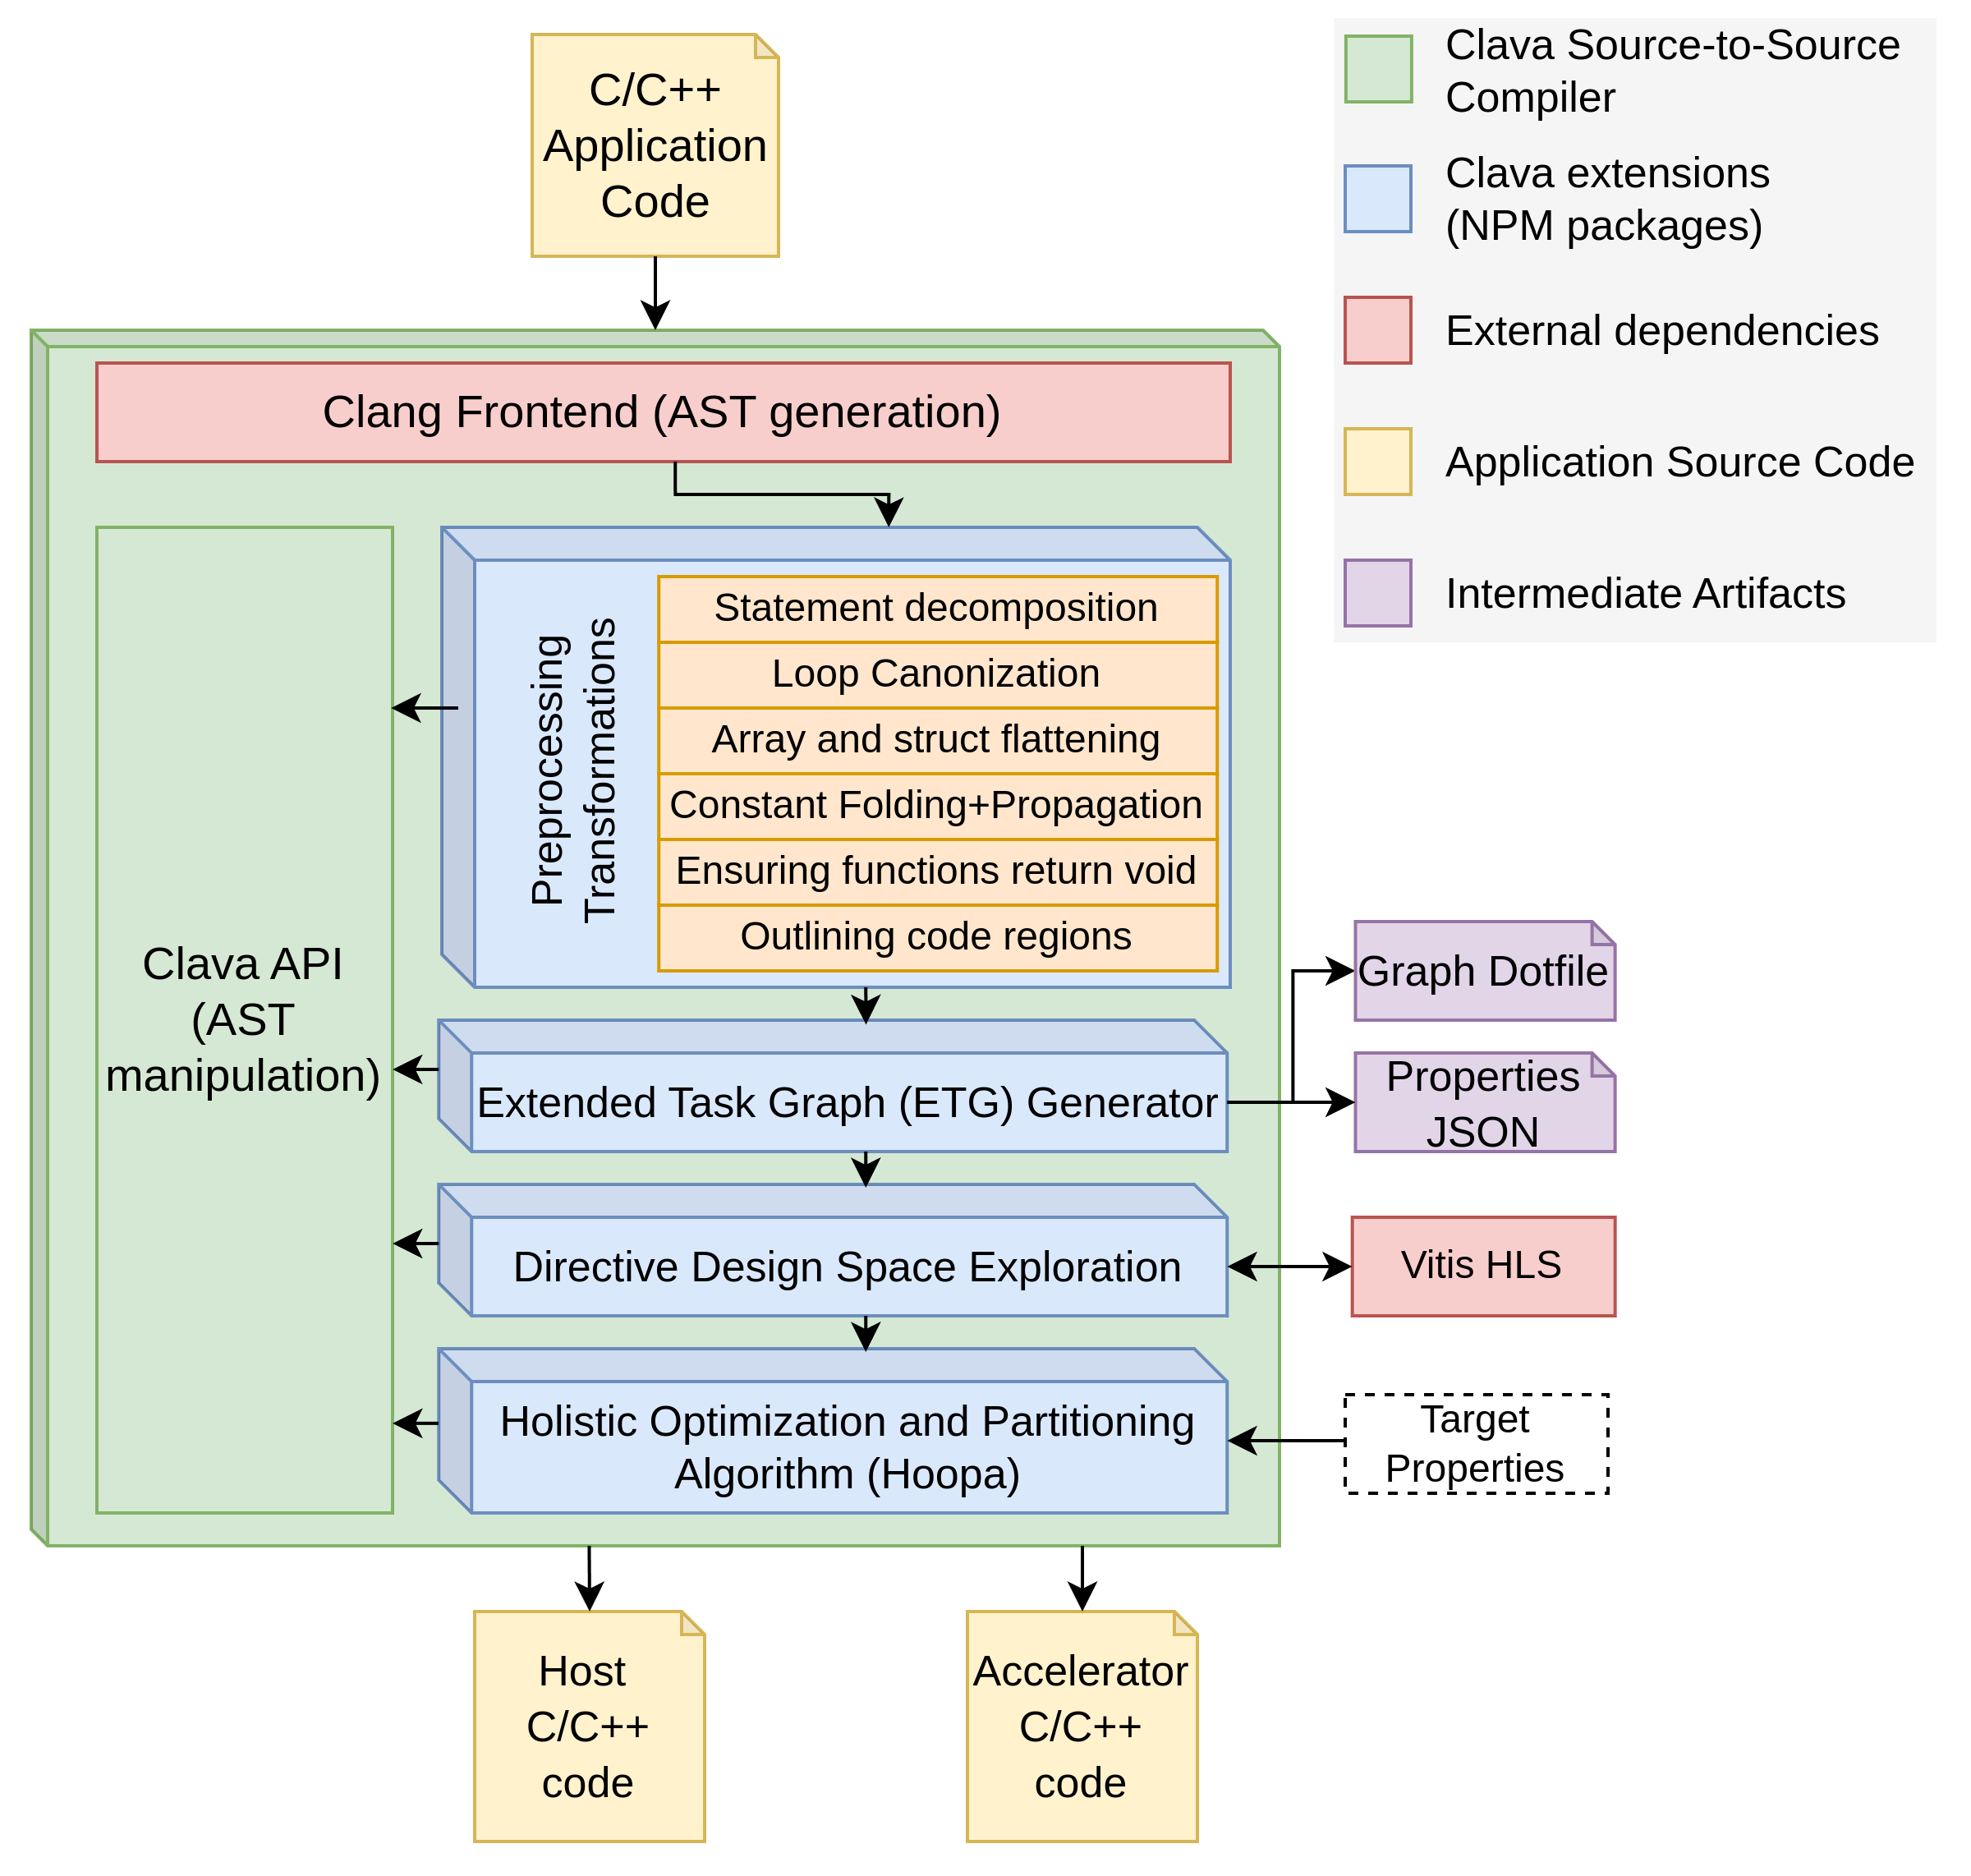 C/C++
Application
Code
Clava Source-to-Source
Compiler
Clava extensions
(NPM packages)
External dependencies
Application Source Code
Intermediate Artifacts
Clang Frontend (AST generation)
Clava API
(AST
manipulation)
Preprocessing
Transformations
Statement decomposition
Loop Canonization
Array and struct flattening
Constant Folding+Propagation
Ensuring functions return void
Outlining code regions
Extended Task Graph (ETG) Generator
Graph Dotfile
Properties
JSON
Directive Design Space Exploration
Vitis HLS
Holistic Optimization and Partitioning
Algorithm (Hoopa)
Target
Properties
Host
C/C++
code
Accelerator
C/C++
code